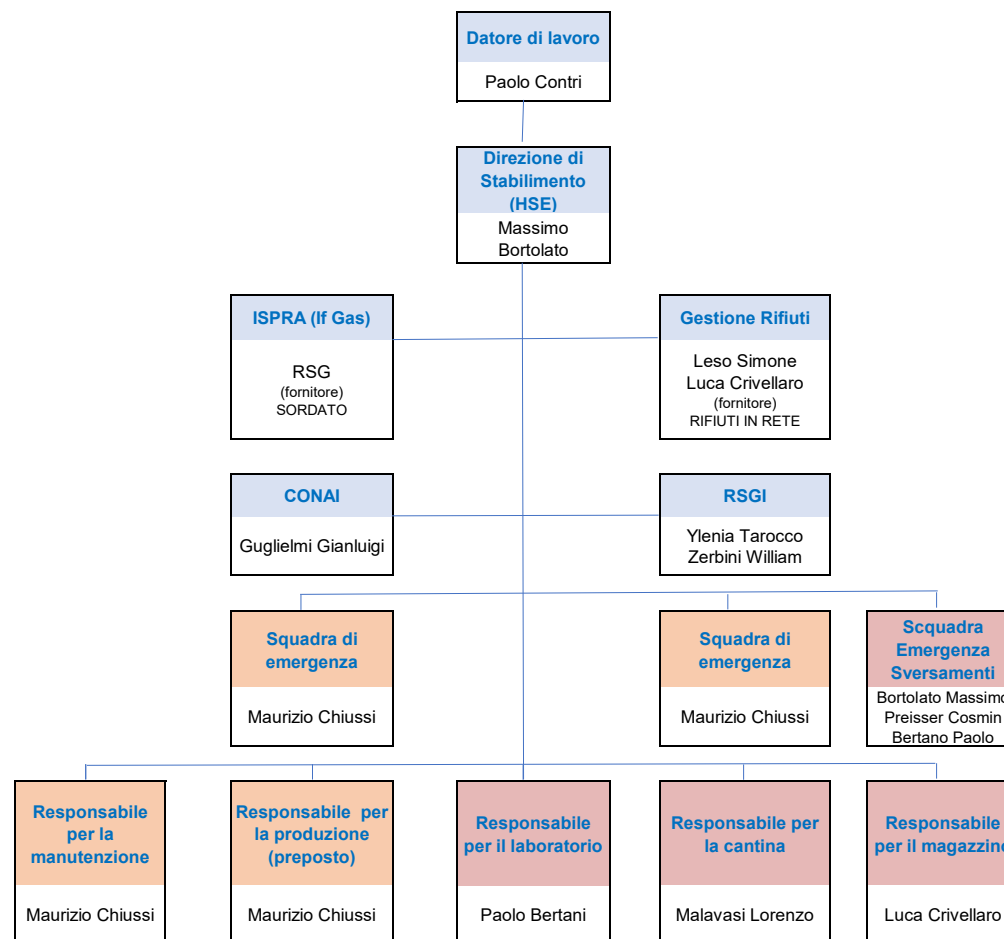 Datore di lavoro
Paolo Contri
Direzione di
Stabilimento
(HSE)
Massimo
Bortolato
ISPRA (If Gas)
RSG
(fornitore)
SORDATO
Gestione Rifiuti
Leso Simone
Luca Crivellaro
(fornitore)
RIFIUTI IN RETE
CONAI
Guglielmi Gianluigi
RSGI
Ylenia Tarocco
Zerbini William
Squadra di
emergenza
Maurizio Chiussi
Squadra di
emergenza
Maurizio Chiussi
Scquadra
Emergenza
Sversamenti
Bortolato Massimo
Preisser Cosmin
Bertano Paolo
Responsabile
per la
manutenzione
Maurizio Chiussi
Responsabile per
la produzione
(preposto)
Maurizio Chiussi
Responsabile
per il laboratorio
Paolo Bertani
Responsabile per
la cantina
Malavasi Lorenzo
Responsabile
per il magazzino
Luca Crivellaro